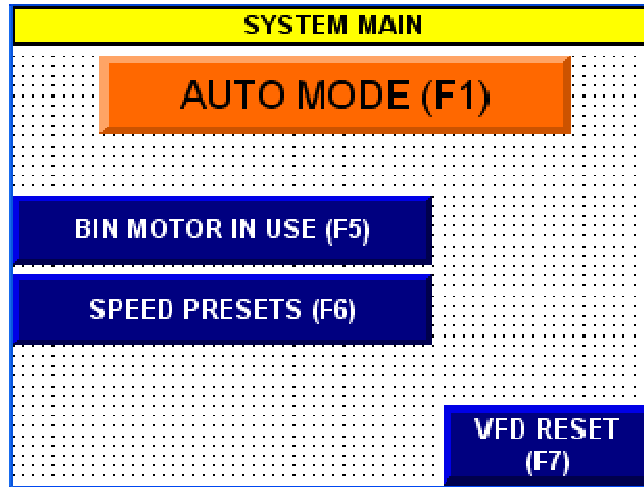 SYSTEM MAIN
AUTO MODE (F1)
BIN MOTOR IN USE (F5)
SPEED PRESETS (F6)
VFD RESET
(F7)